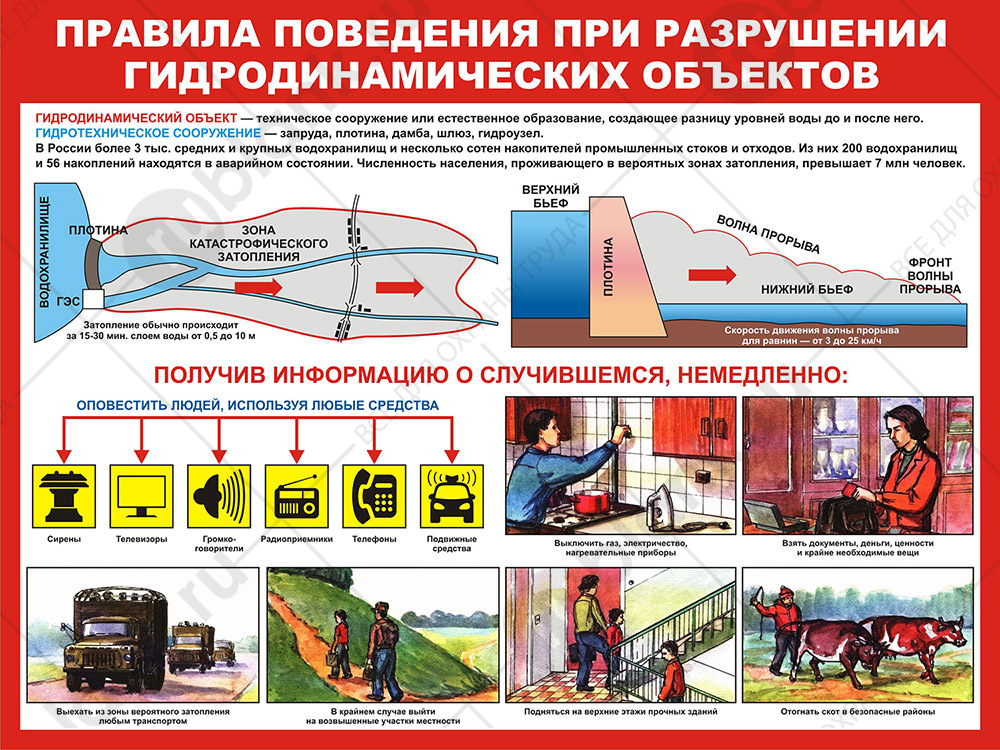 ПРАВИЛА ПОВЕДЕНИЯ ПРИ РАЗРУШЕНИИ
ГИДРОДИНАМИЧЕСКИХ ОБЪЕКТОВ
ГИДРОДИНАМИЧЕСКИЙ ОБЪЕКТ — техническое сооружение или естественное образование, создающее разницу уровней воды до и после него.
ГИДРОТЕХНИЧЕСКОЕ СООРУЖЕНИЕ — запруда, плотина, дамба, шлюз, гидроузел.
В России более 3 тыс. средних и крупных водохранилищ и несколько сотен накопителей промышленных стоков и отходов. Из них 200 водохранилищ
и 56 накоплений находятся в аварийном состоянии. Численность населения, проживающего в вероятных зонах затопления, превышает 7 млн человек.
ВОДОХРАНИЛИЩЕ
ПЛОТИНА
ГЭС
ЗОНА
КАТАСТРОФИЧЕСКОГО
ЗАТОПЛЕНИЯ
Затопление обычно происходит
за 15-30 мин. слоем воды от 0,5 до 10 м
ВЕРХНИЙ
БЬЕФ
ПЛОТИНА
ВОЛНА ПРОРЫВА
НИЖНИЙ БЬЕФ
ФРОНТ
ВОЛНЫ
ПРОРЫВА
Скорость движения волны прорыва
для равнин — от 3 до 25 км/ч
ПОЛУЧИВ ИНФОРМАЦИЮ О СЛУЧИВШЕМСЯ, НЕМЕДЛЕННО:
ОПОВЕСТИТЬ ЛЮДЕЙ, ИСПОЛЬЗУЯ ЛЮБЫЕ СРЕДСТВА
Сирены
Телевизоры
Громко-
говорители
Радиоприемники
Телефоны
Подвижные
средства
Выключить газ, электричество,
нагревательные приборы
Взять документы, деньги, ценности
и крайне необходимые вещи
Выехать из зоны вероятного затопления
любым транспортом
В крайнем случае выйти
на возвышенные участки местности
Подняться на верхние этажи прочных зданий
Отогнать скот в безопасные районы